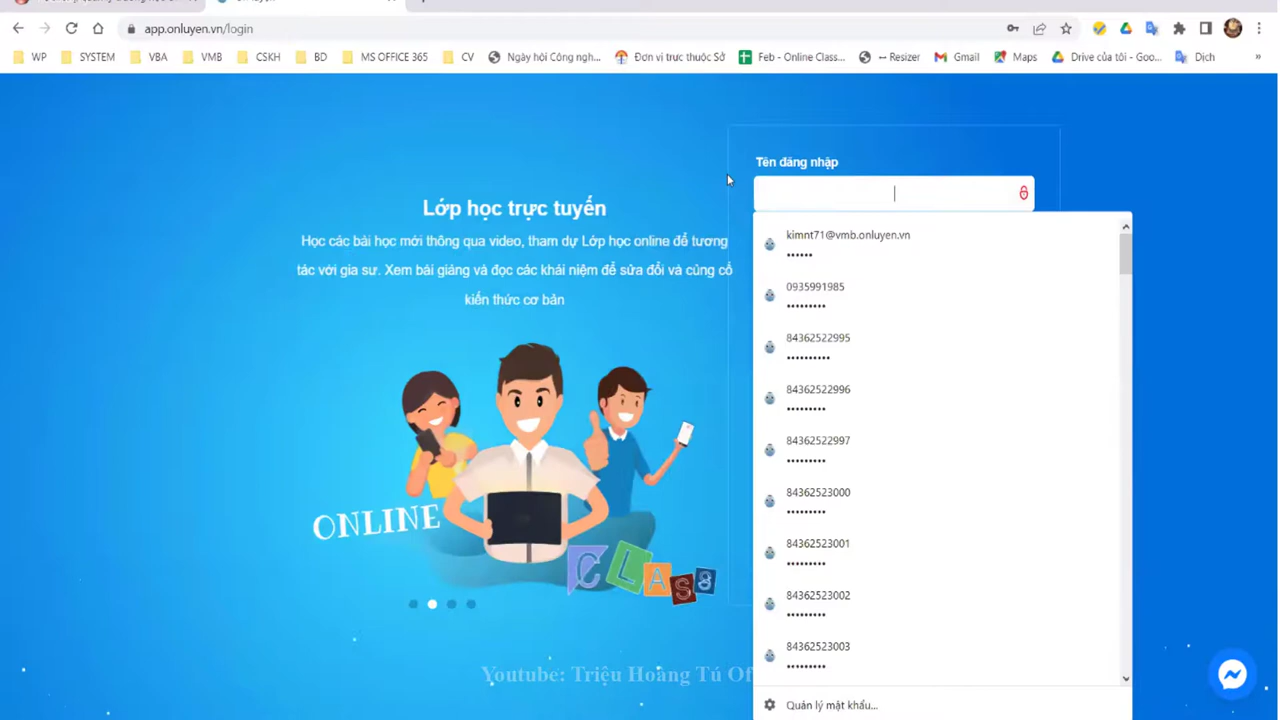 app.onluyen.vn/login
WP SYSTEM VBA VMB CSKH BD MS OFFICE 365 CV Ngày hội Công ngh... Đơn vị trực thuộc Sở Feb - Online Class... -- Resizer Gmail Maps Drive của tôi - Goo... Dịch »
Tên đăng nhập
Lớp học trực tuyến
Học các bài học mới thông qua video, tham dự Lớp học online để tương
tác với gia sư. Xem bài giảng và đọc các khái niệm để sửa đổi và củng cố
kiến thức cơ bản
ONLINE
CLASS
kimnt71@vmb.onluyen.vn
••••••
0935991985
•••••••••
84362522995
••••••••••
84362522996
•••••••••
84362522997
•••••••••
84362523000
•••••••••
84362523001
•••••••••
84362523002
•••••••••
84362523003
•••••••••
Youtube: Triệu Hoàng Tú Of
Quản lý mật khẩu...